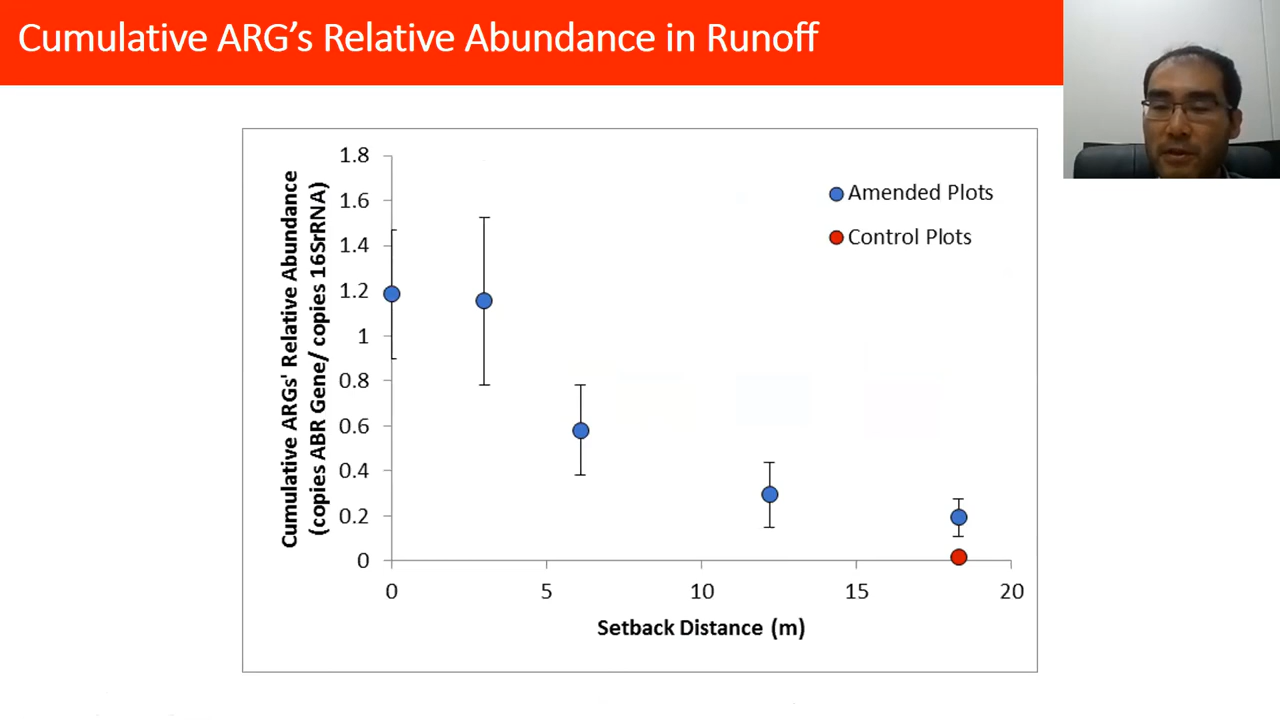 Cumulative ARG's Relative Abundance in Runoff
Cumulative ARGs' Relative Abundance
(copies ABR Gene/ copies 16SrRNA)
1.8
1.6
1.4
1.2
1
0.8
0.6
0.4
0.2
0
Amended Plots
Control Plots
0 5 10 15 20
Setback Distance (m)